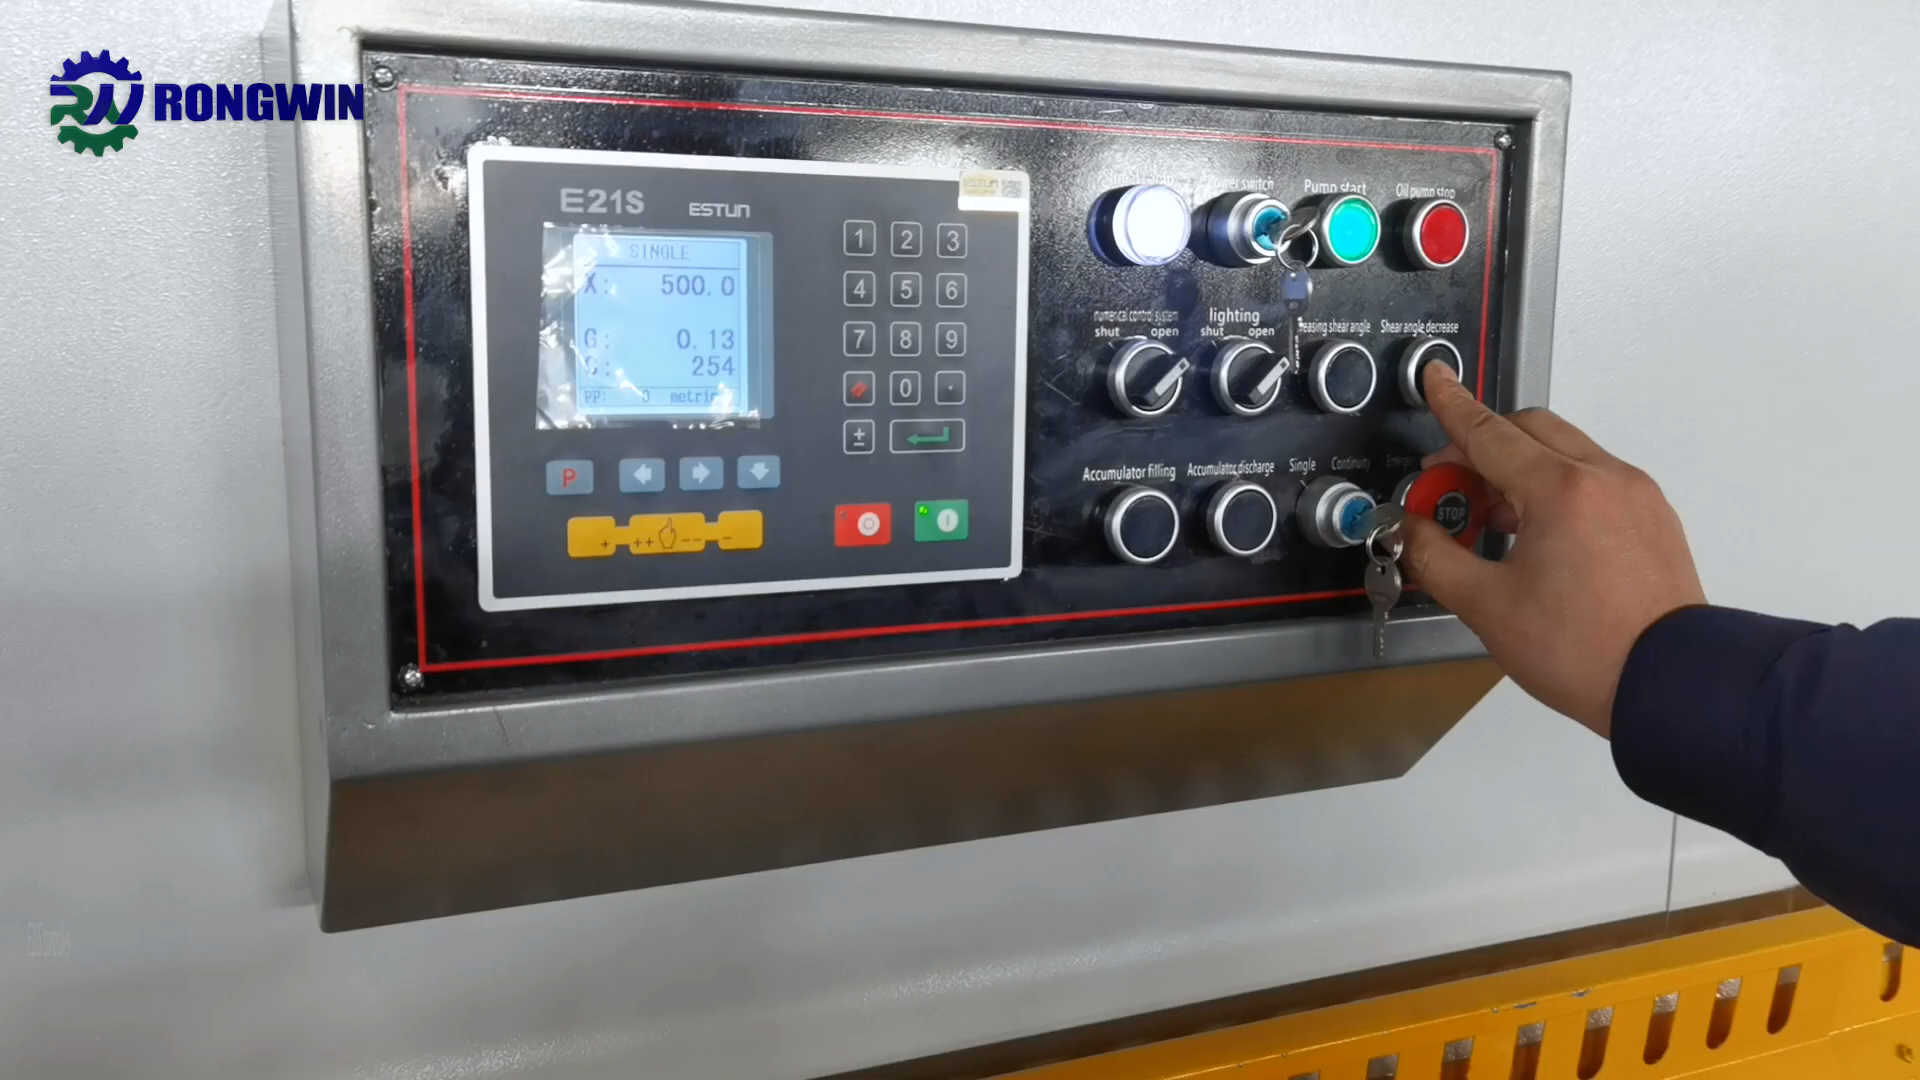 RONGWIN
E21S
ESTUN
SINGLE
X: 500.0
G: 0.13
C: 254
PP: 0 metric
1 2 3
4 5 6
7 8 9
0 .
±
P
+ ++ -- -
switch
Pump start
Oil pump stop
numerical control system
shut open
lighting
shut open
shear angle
Shear angle decrease
Accumulator filling
Accumulator discharge
Single
Continuity
STOP